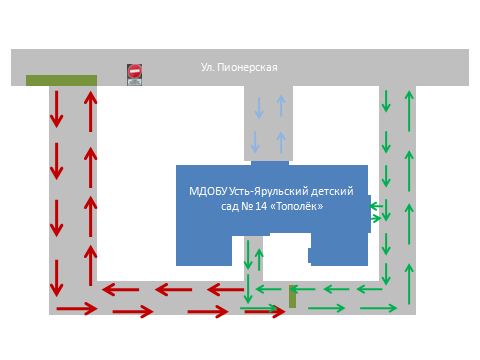 Ул. Пионерская
МДОБУ Усть-Ярульский детский
сад № 14 «Тополёк»